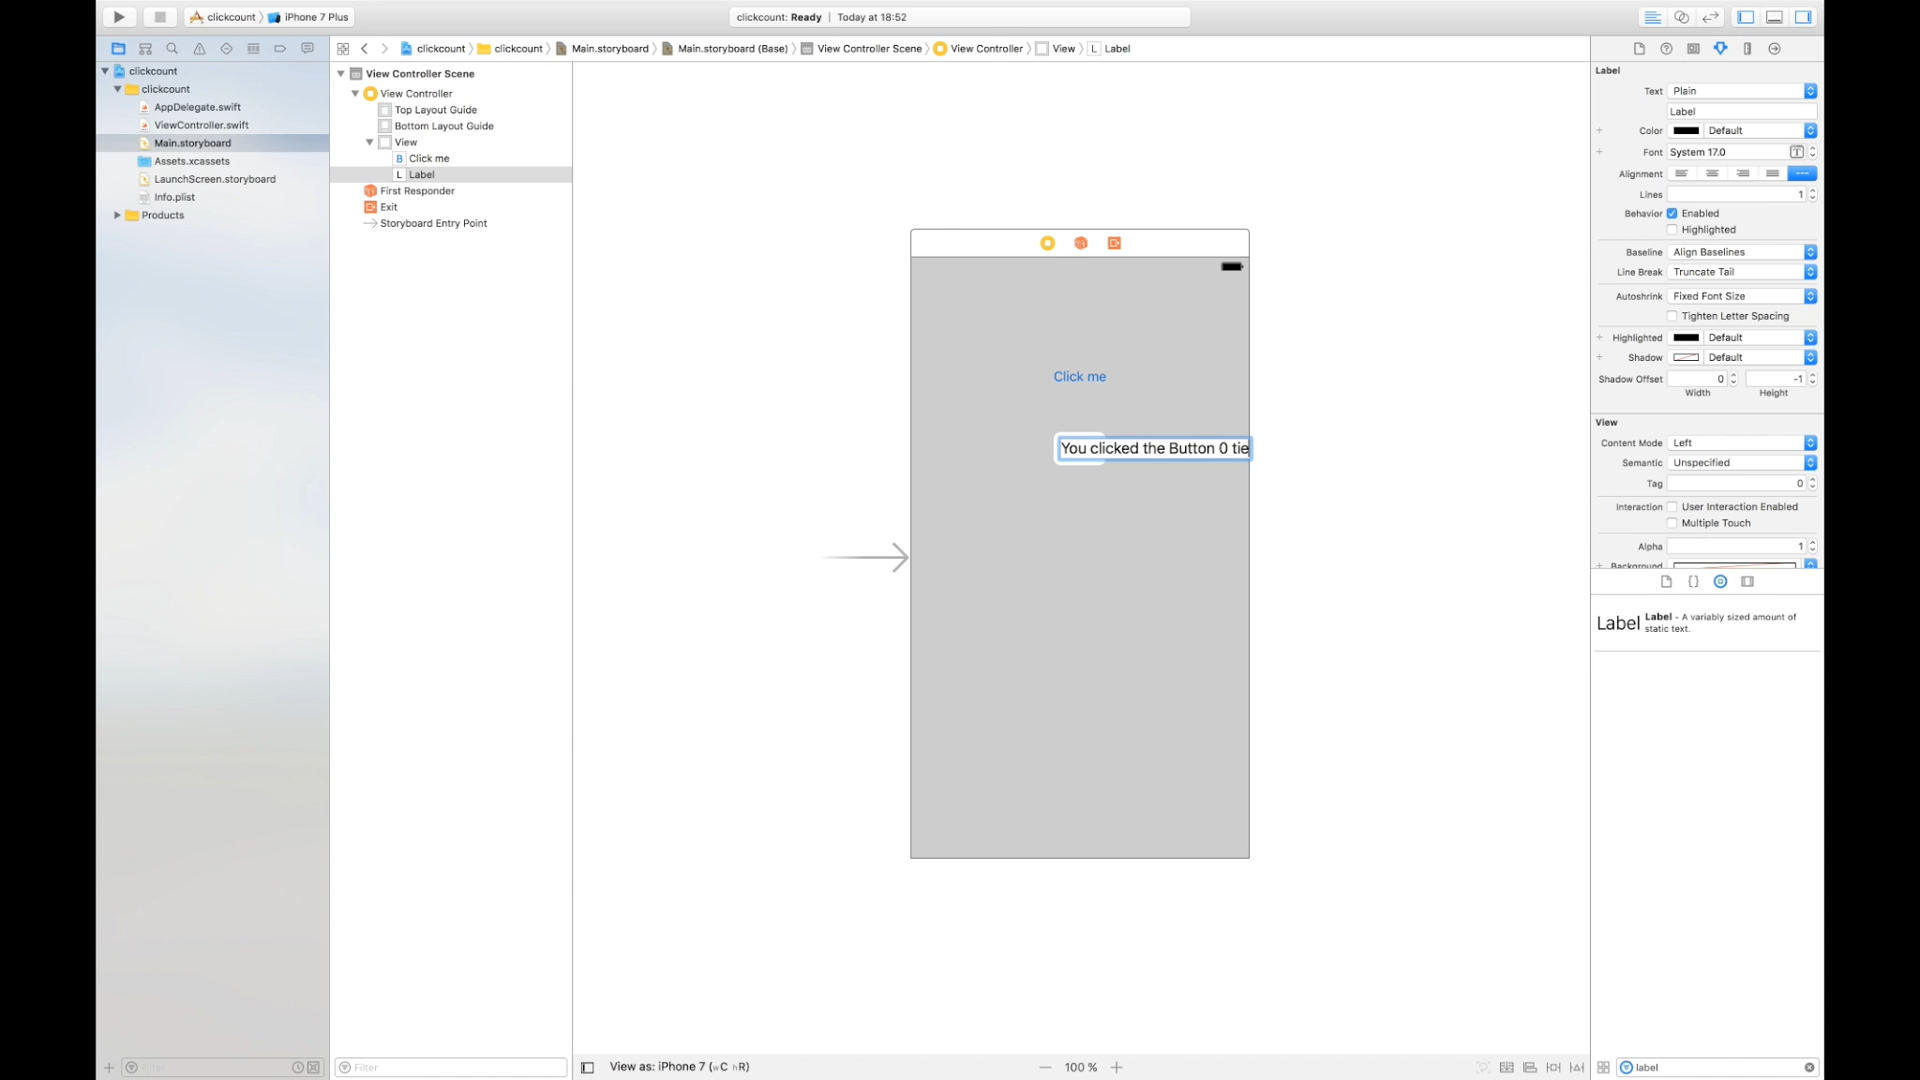 clickcount iPhone 7 Plus
clickcount: Ready | Today at 18:52
clickcount clickcount Main.storyboard Main.storyboard (Base) View Controller Scene View Controller View L Label
clickcount
clickcount
AppDelegate.swift
ViewController.swift
Main.storyboard
Assets.xcassets
LaunchScreen.storyboard
Info.plist
Products
View Controller Scene
View Controller
Top Layout Guide
Bottom Layout Guide
View
B Click me
L Label
First Responder
Exit
Storyboard Entry Point
Click me
You clicked the Button 0 tie
Label
Text Plain
Label
Color Default
Font System 17.0
Alignment
Lines 1
Behavior Enabled
Highlighted
Baseline Align Baselines
Line Break Truncate Tail
Autoshrink Fixed Font Size
Tighten Letter Spacing
Highlighted Default
Shadow Default
Shadow Offset 0 -1
Width Height
View
Content Mode Left
Semantic Unspecified
Tag 0
Interaction User Interaction Enabled
Multiple Touch
Alpha 1
Background
Label Label - A variably sized amount of
static text.
Filter
Filter
View as: iPhone 7 (wC hR)
100 %
label